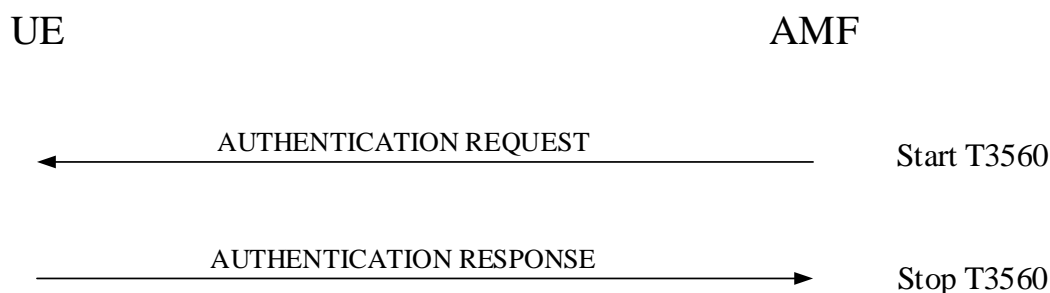 UE AMF
AUTHENTICATION REQUEST Start T3560
AUTHENTICATION RESPONSE Stop T3560